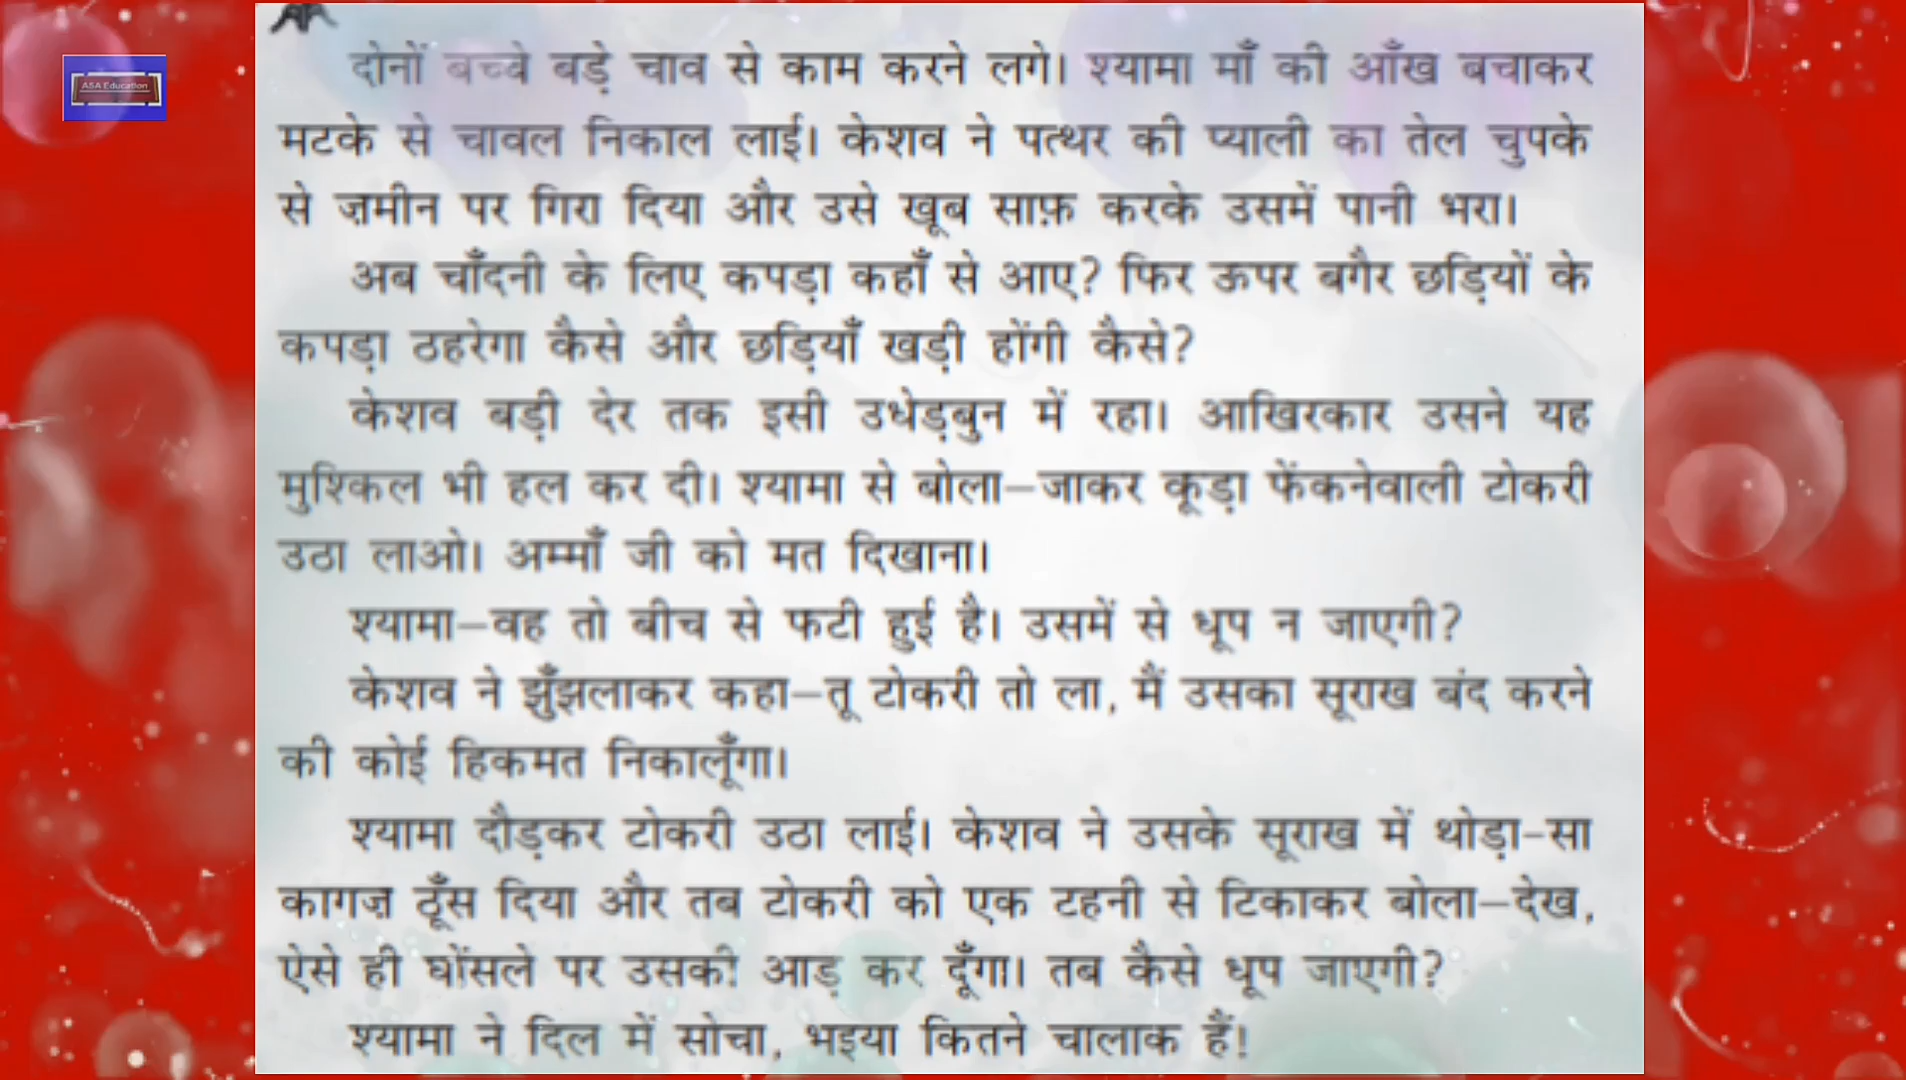 ASA Education
दोनों बच्चे बड़े चाव से काम करने लगे। श्यामा माँ की आँख बचाकर
मटके से चावल निकाल लाई। केशव ने पत्थर की प्याली का तेल चुपके
से ज़मीन पर गिरा दिया और उसे खूब साफ़ करके उसमें पानी भरा।
अब चाँदनी के लिए कपड़ा कहाँ से आए? फिर ऊपर बगैर छड़ियों के
कपड़ा ठहरेगा कैसे और छड़ियाँ खड़ी होंगी कैसे?
केशव बड़ी देर तक इसी उधेड़बुन में रहा। आखिरकार उसने यह
मुश्किल भी हल कर दी। श्यामा से बोला—जाकर कूड़ा फेंकनेवाली टोकरी
उठा लाओ। अम्माँ जी को मत दिखाना।
श्यामा—वह तो बीच से फटी हुई है। उसमें से धूप न जाएगी?
केशव ने झुँझलाकर कहा—तू टोकरी तो ला, मैं उसका सूराख बंद करने
की कोई हिकमत निकालूँगा।
श्यामा दौड़कर टोकरी उठा लाई। केशव ने उसके सूराख में थोड़ा-सा
कागज़ ठूँस दिया और तब टोकरी को एक टहनी से टिकाकर बोला—देख,
ऐसे ही घोंसले पर उसकी आड़ कर दूँगा। तब कैसे धूप जाएगी?
श्यामा ने दिल में सोचा, भइया कितने चालाक हैं!